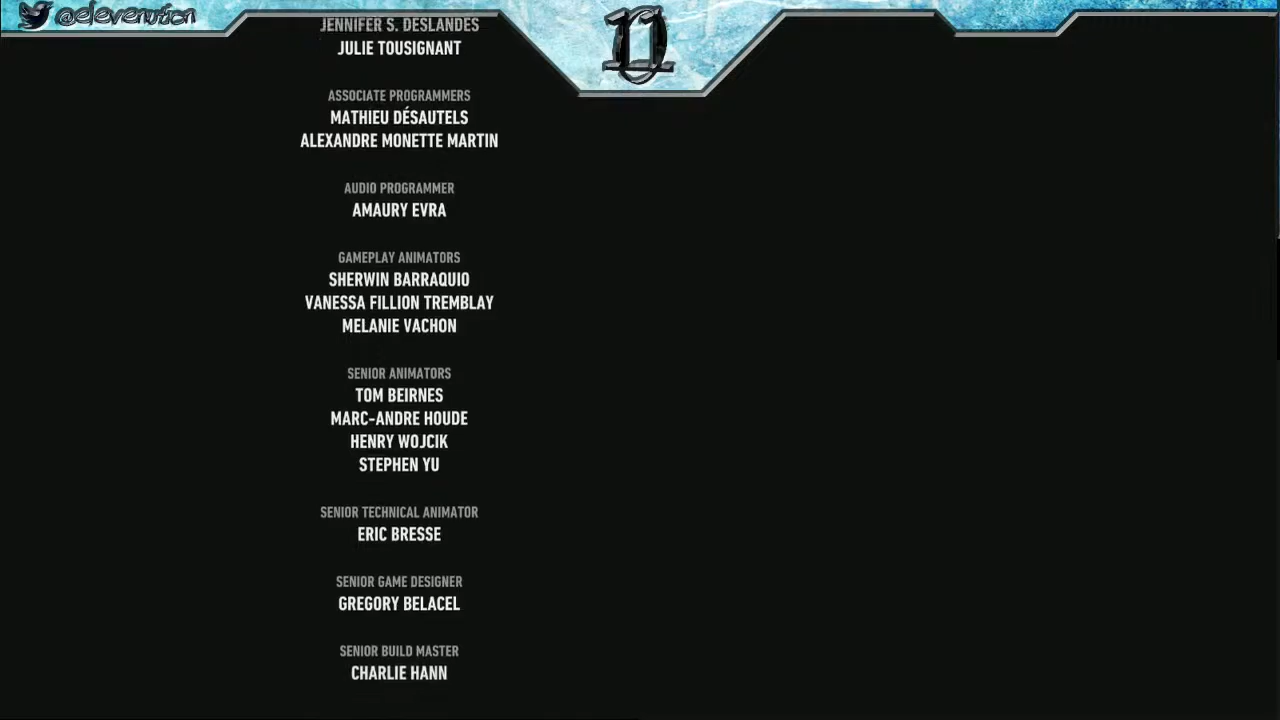 @elevenution
11
JENNIFER S. DESLANDES
JULIE TOUSIGNANT
ASSOCIATE PROGRAMMERS
MATHIEU DÉSAUTELS
ALEXANDRE MONETTE MARTIN
AUDIO PROGRAMMER
AMAURY EVRA
GAMEPLAY ANIMATORS
SHERWIN BARRAQUIO
VANESSA FILLION TREMBLAY
MELANIE VACHON
SENIOR ANIMATORS
TOM BEIRNES
MARC-ANDRE HOUDE
HENRY WOJCIK
STEPHEN YU
SENIOR TECHNICAL ANIMATOR
ERIC BRESSE
SENIOR GAME DESIGNER
GREGORY BELACEL
SENIOR BUILD MASTER
CHARLIE HANN